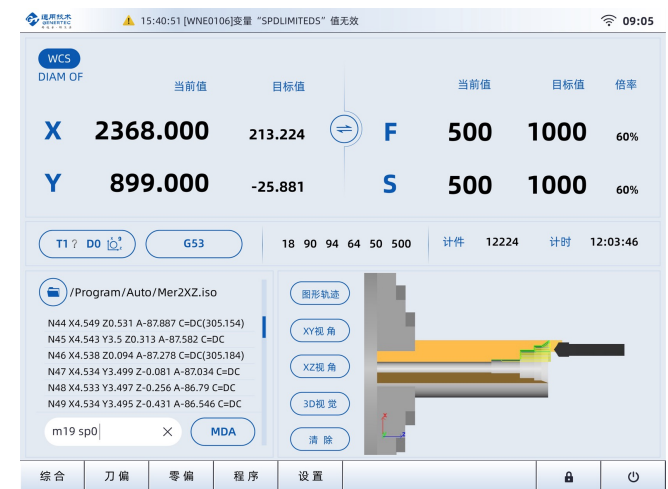 通用技术
GENERTEC
15:40:51 [WNE0106]变量 “SPDLIMITEDS” 值无效
09:05
WCS
DIAM OF
当前值 目标值
当前值 目标值 倍率
X 2368.000 213.224
F 500 1000 60%
Y 899.000 -25.881
S 500 1000 60%
T1 ? D0
G53
18 90 94 64 50 500
计件 12224
计时 12:03:46
/Program/Auto/Mer2XZ.iso
N44 X4.549 Z0.531 A-87.887 C=DC(305.154)
N45 X4.543 Y3.5 Z0.313 A-87.582 C=DC
N46 X4.538 Z0.094 A-87.278 C=DC(305.184)
N47 X4.534 Y3.499 Z-0.081 A-87.034 C=DC
N48 X4.533 Y3.497 Z-0.256 A-86.79 C=DC
N49 X4.534 Y3.495 Z-0.431 A-86.546 C=DC
m19 sp0
MDA
图形轨迹
XY视角
XZ视角
3D视觉
清除
综合 刀偏 零偏 程序 设置